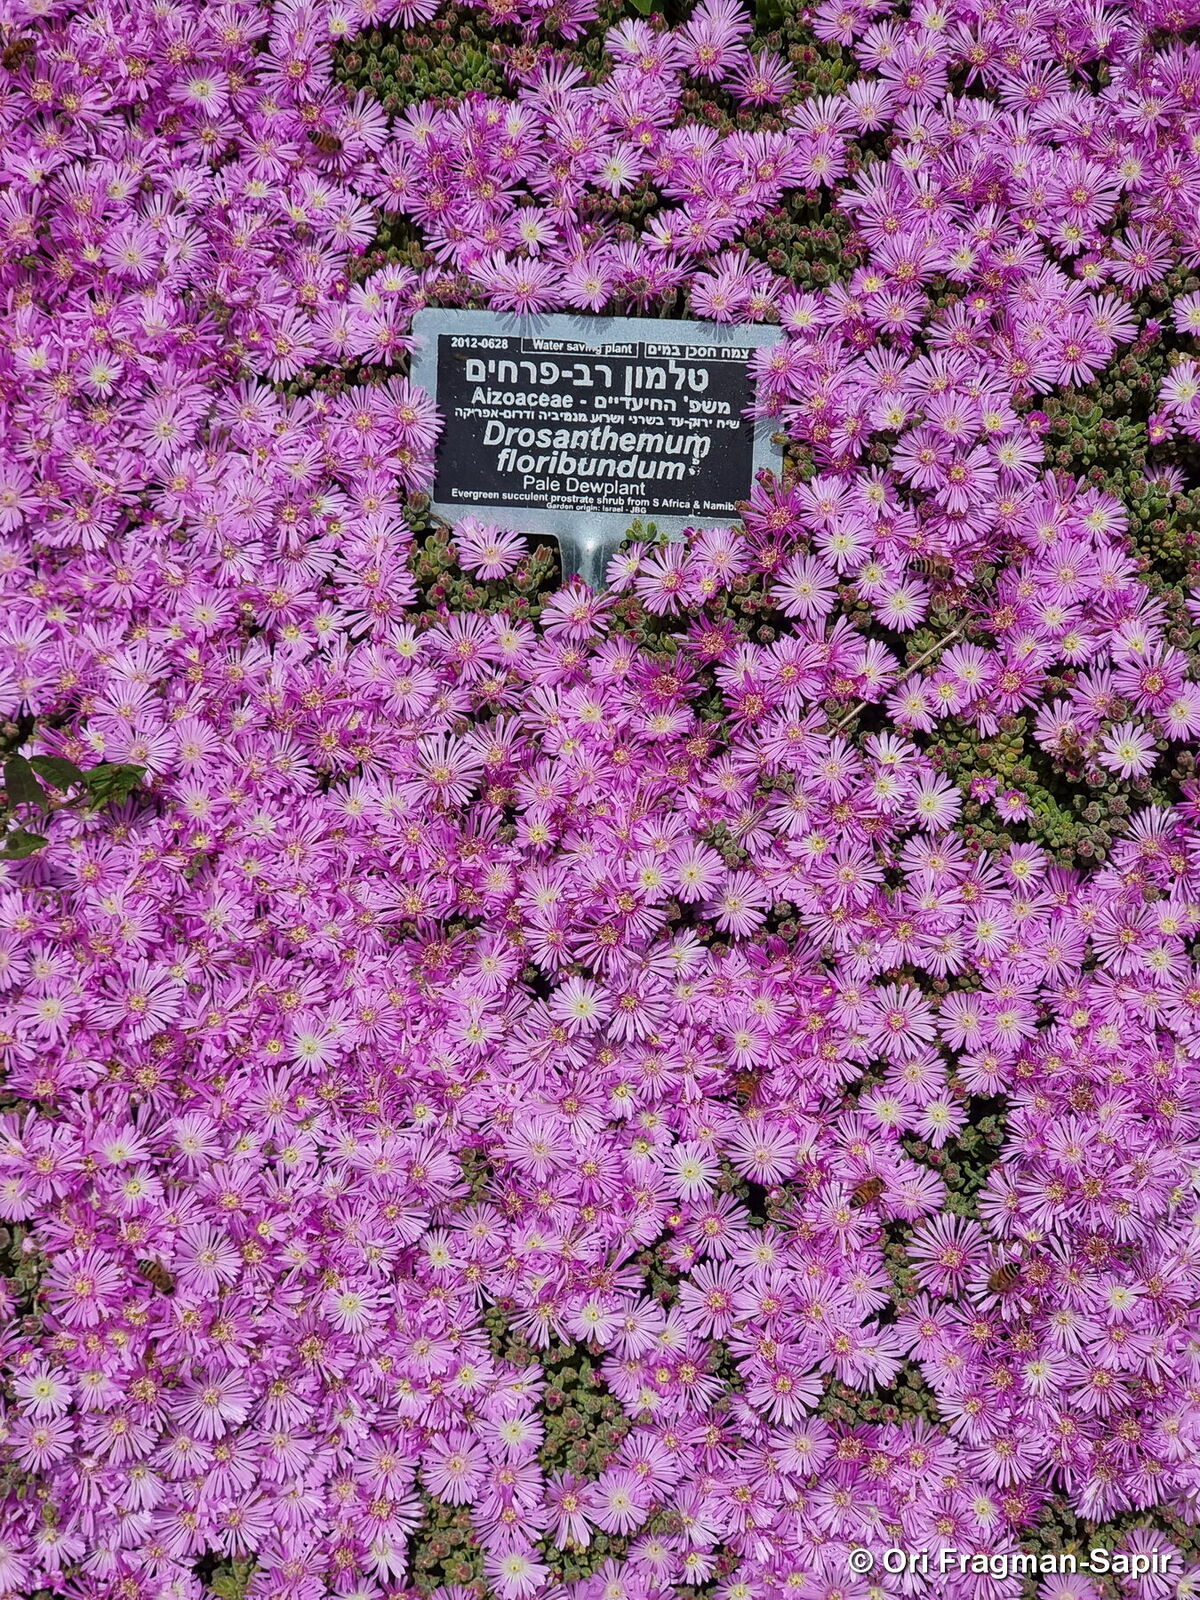 2012-0628 Water saving plant צמח חסכן במים
טלמון רב-פרחים
Aizoaceae - משפ' החיעדיים
שיח ירוק-עד בשרני ושרוע מנמיביה ודרום-אפריקה
Drosanthemum
floribundum
Pale Dewplant
Evergreen succulent prostrate shrub from S Africa & Namibia
Garden origin: Israel - JBG
© Ori Fragman-Sapir